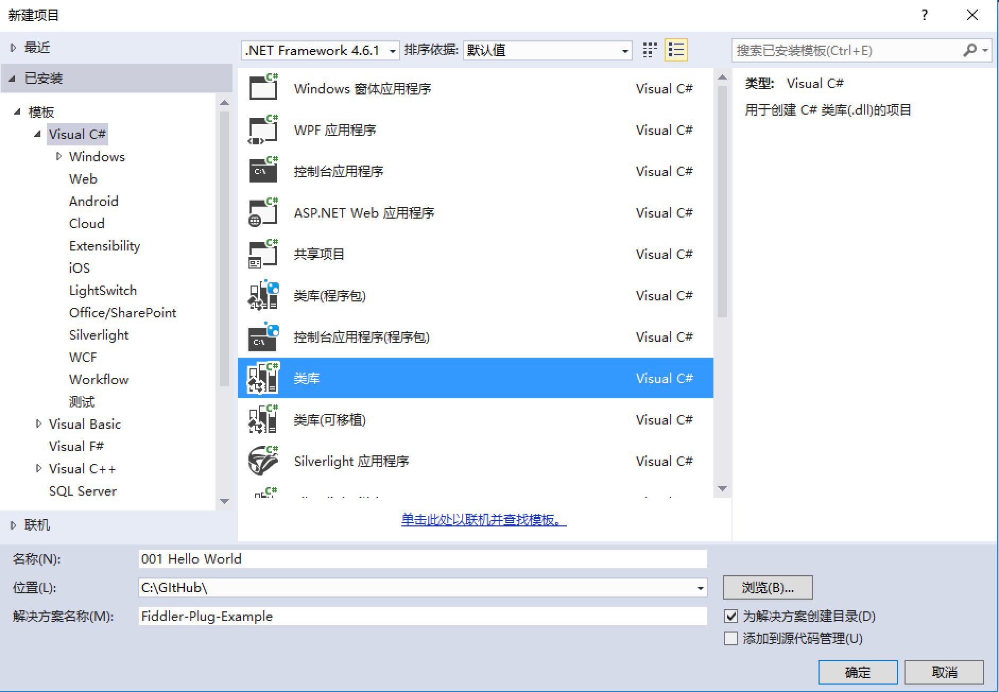 新建项目
?
最近
已安装
模板
Visual C#
Windows
Web
Android
Cloud
Extensibility
iOS
LightSwitch
Office/SharePoint
Silverlight
WCF
Workflow
测试
Visual Basic
Visual F#
Visual C++
SQL Server
联机
.NET Framework 4.6.1
排序依据:
默认值
Windows 窗体应用程序 Visual C#
WPF 应用程序 Visual C#
控制台应用程序 Visual C#
ASP.NET Web 应用程序 Visual C#
共享项目 Visual C#
类库(程序包) Visual C#
控制台应用程序(程序包) Visual C#
类库 Visual C#
类库(可移植) Visual C#
Silverlight 应用程序 Visual C#
单击此处以联机并查找模板。
搜索已安装模板(Ctrl+E)
类型: Visual C#
用于创建 C# 类库(.dll)的项目
名称(N): 001 Hello World
位置(L): C:\GItHub\
浏览(B)...
解决方案名称(M): Fiddler-Plug-Example
为解决方案创建目录(D)
添加到源代码管理(U)
确定
取消